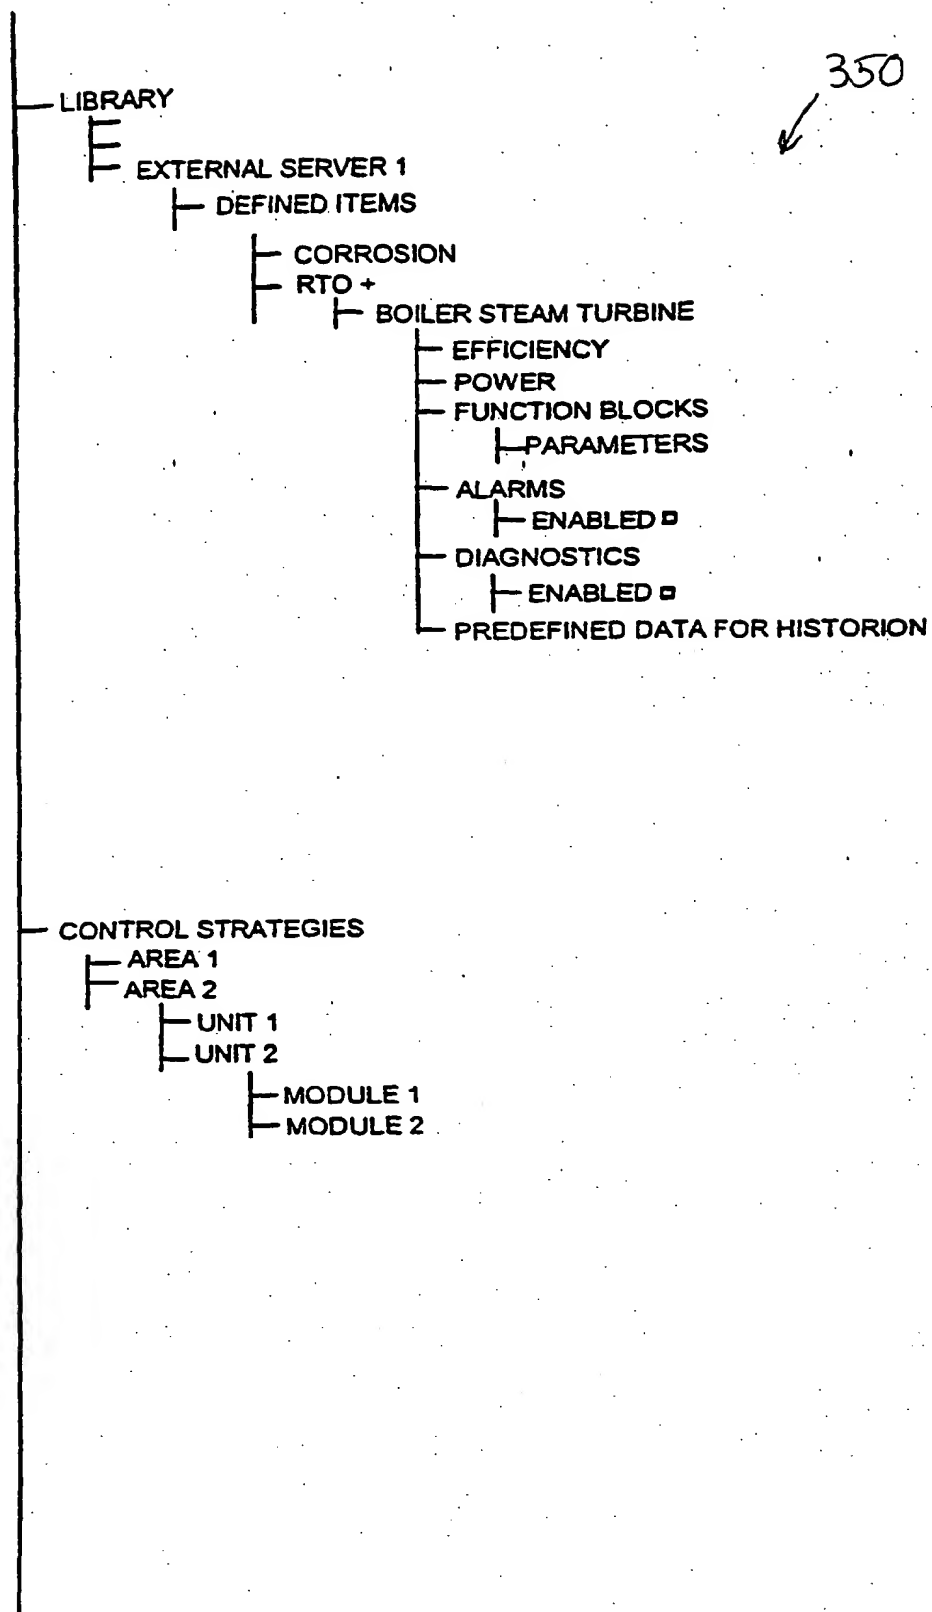 350
LIBRARY
EXTERNAL SERVER 1
DEFINED ITEMS
CORROSION
RTO +
BOILER STEAM TURBINE
EFFICIENCY
POWER
FUNCTION BLOCKS
PARAMETERS
ALARMS
ENABLED
DIAGNOSTICS
ENABLED
PREDEFINED DATA FOR HISTORION
CONTROL STRATEGIES
AREA 1
AREA 2
UNIT 1
UNIT 2
MODULE 1
MODULE 2